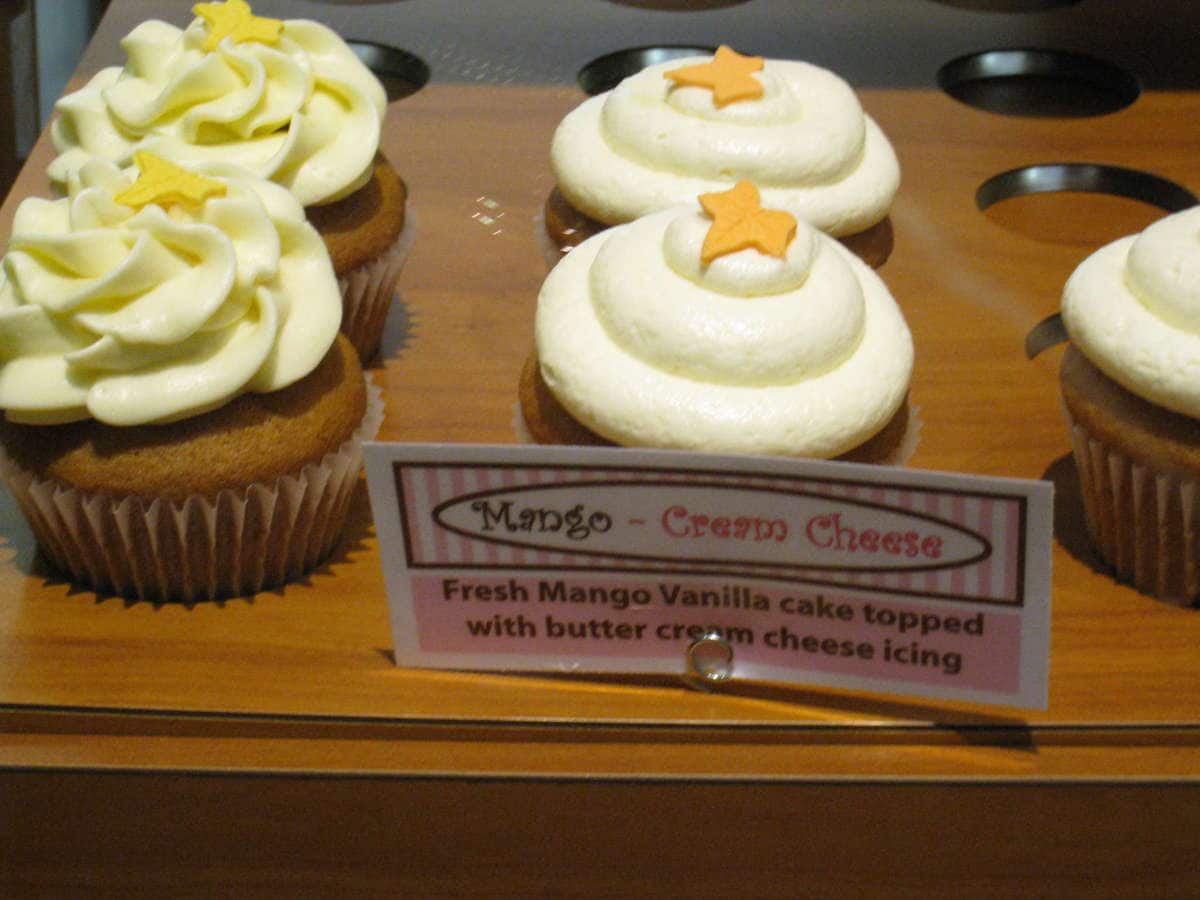 Mango - Cream Cheese
Fresh Mango Vanilla cake topped
with butter cream cheese icing